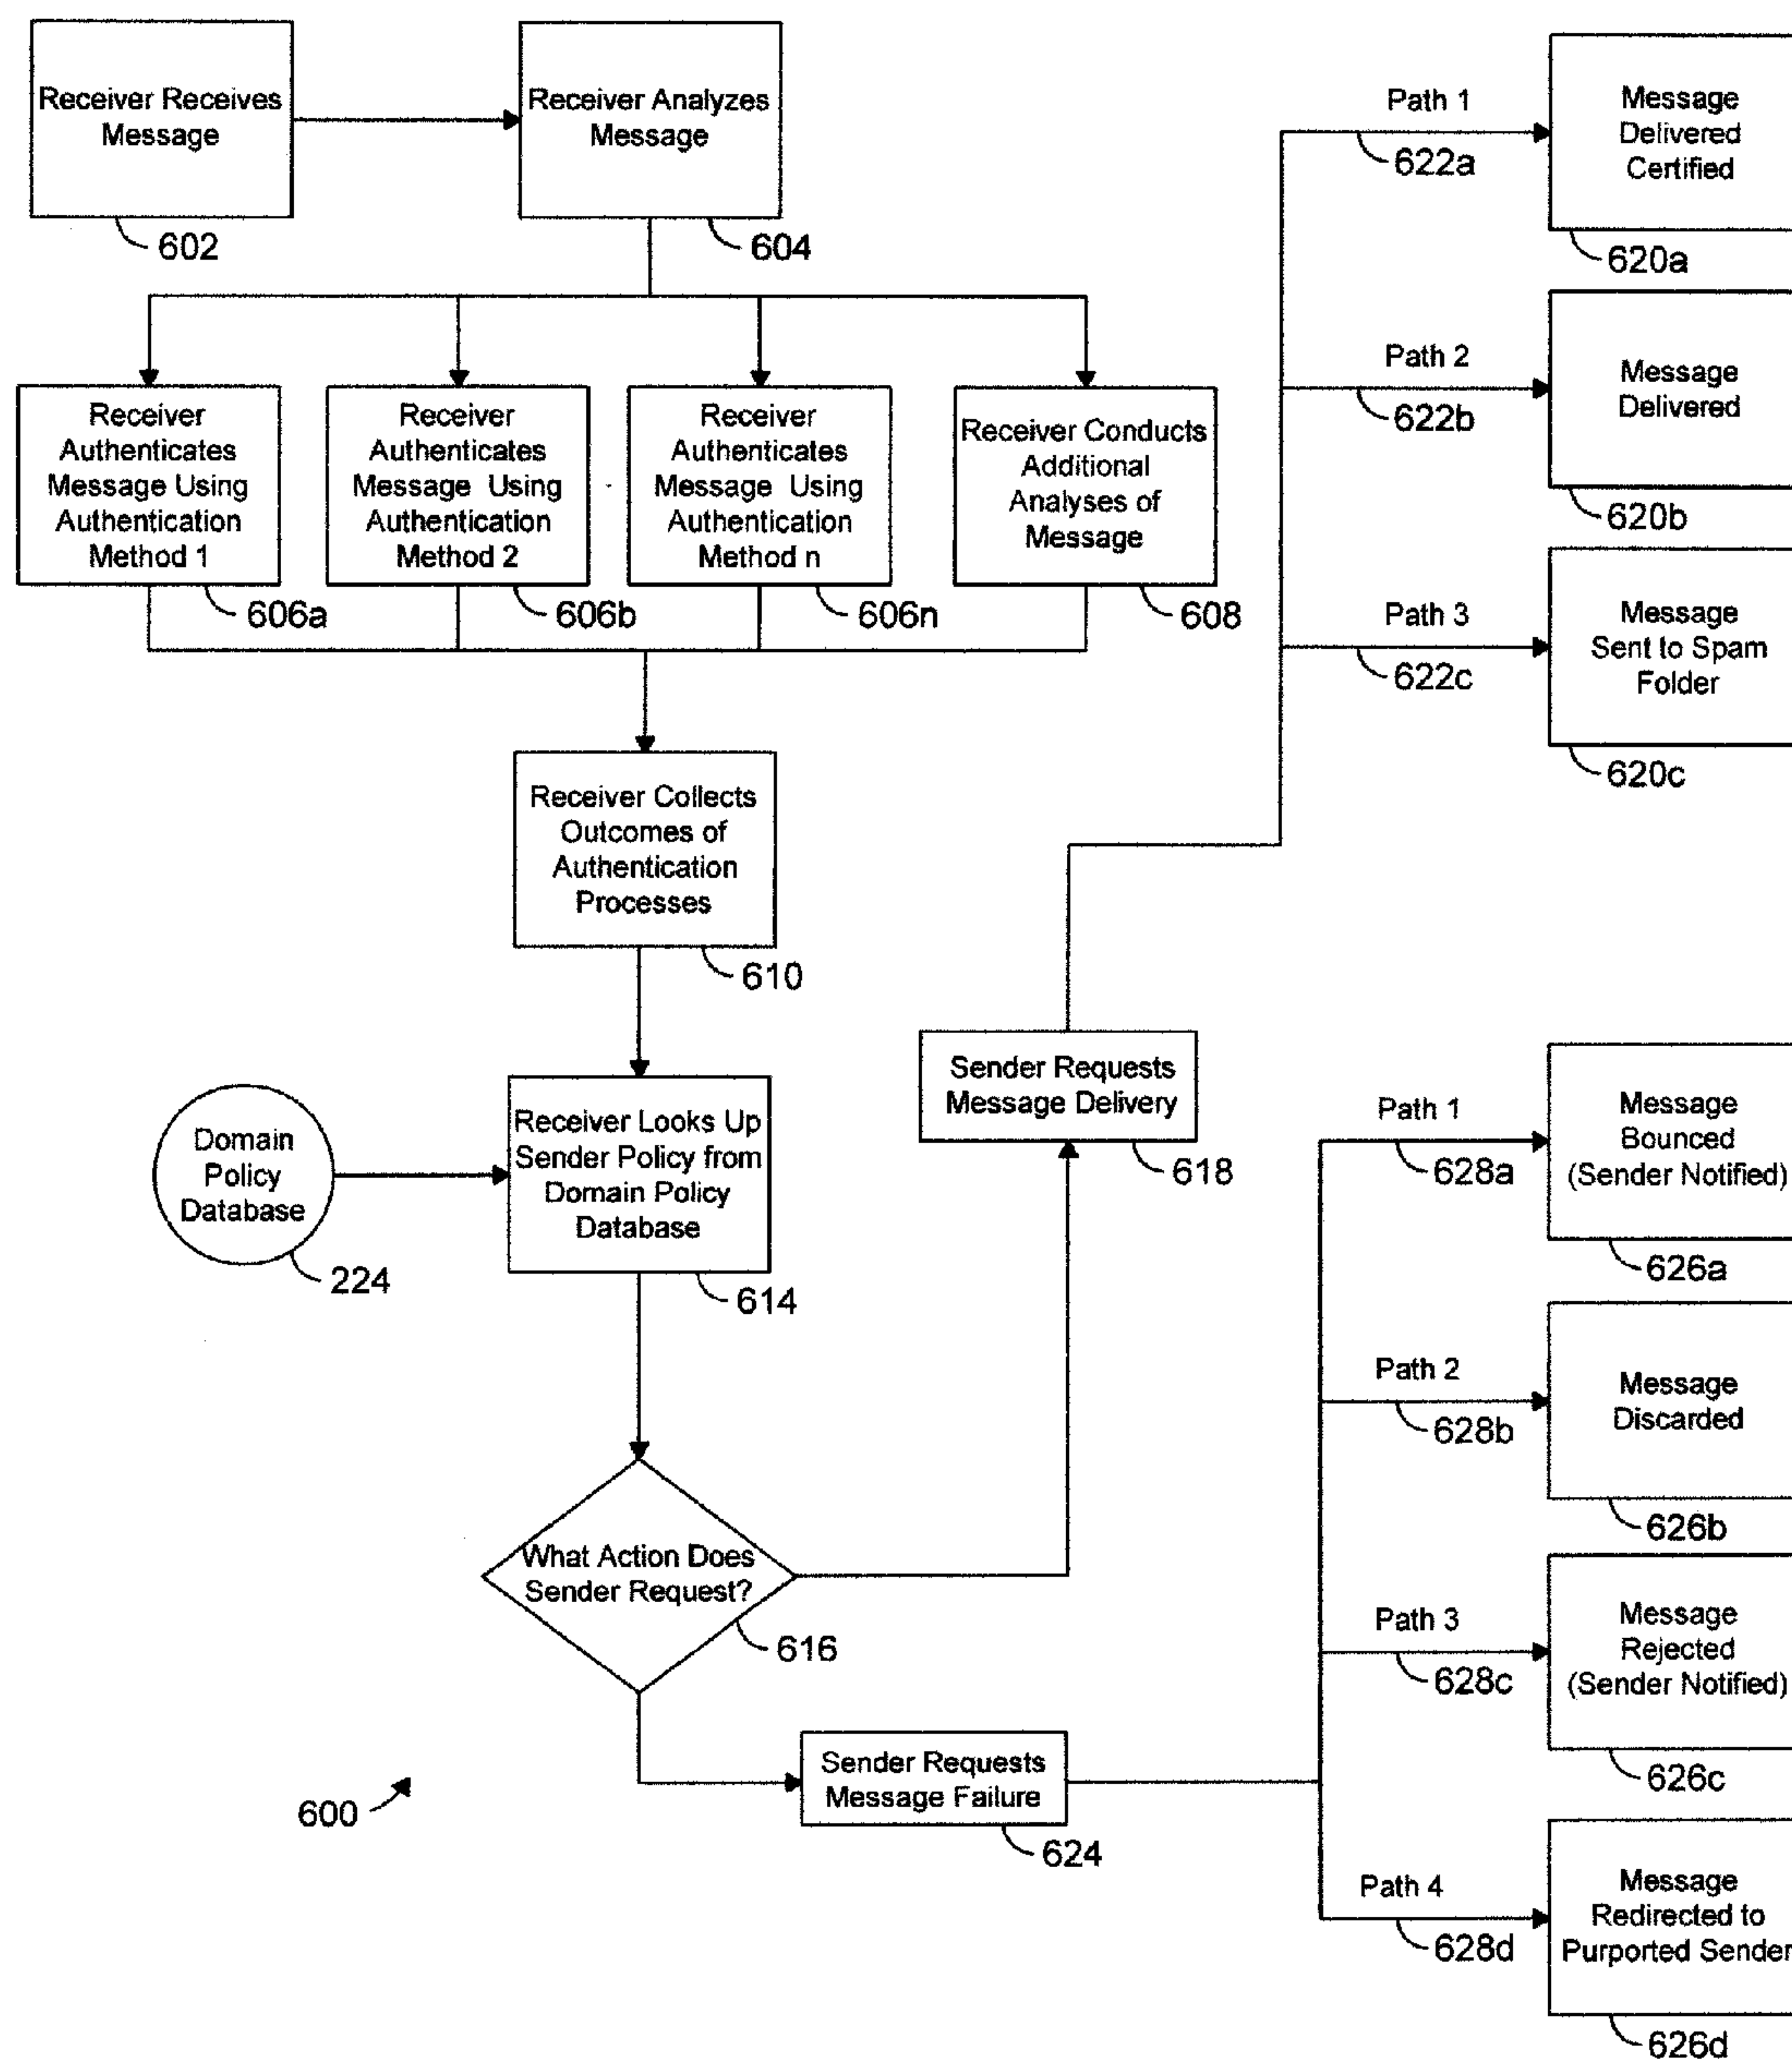 Receiver Receives
Message
602
Receiver Analyzes
Message
604
Receiver
Authenticates
Message Using
Authentication
Method 1
606a
Receiver
Authenticates
Message Using
Authentication
Method 2
606b
Receiver
Authenticates
Message Using
Authentication
Method n
606n
Receiver Conducts
Additional
Analyses of
Message
608
Receiver Collects
Outcomes of
Authentication
Processes
610
Domain
Policy
Database
224
Receiver Looks Up
Sender Policy from
Domain Policy
Database
614
What Action Does
Sender Request?
616
Sender Requests
Message Delivery
618
Path 1
622a
Message
Delivered
Certified
620a
Path 2
622b
Message
Delivered
620b
Path 3
622c
Message
Sent to Spam
Folder
620c
Sender Requests
Message Failure
624
Path 1
628a
Message
Bounced
(Sender Notified)
626a
Path 2
628b
Message
Discarded
626b
Path 3
628c
Message
Rejected
(Sender Notified)
626c
Path 4
628d
Message
Redirected to
Purported Sender
626d
600